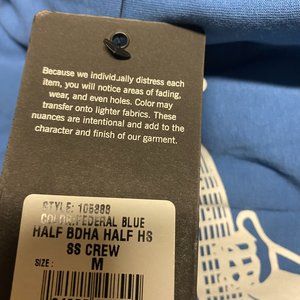 Because we individually distress each
item, you will notice areas of fading,
wear, and even holes. Color may
transfer onto lighter fabrics. These
nuances are intentional and add to the
character and finish of our garment.
STYLE: 105888
COLOR:FEDERAL BLUE
HALF BDHA HALF HS
SS CREW
SIZE : M